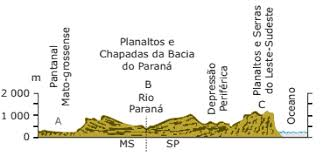 Pantanal
Mato-grossense
Planaltos e
Chapadas da Bacia
do Paraná
Depressão
Periférica
Planaltos e Serras
do Leste-Sudeste
Oceano
m
2 000
1 000
0
A
B
Rio
Paraná
C
MS
SP